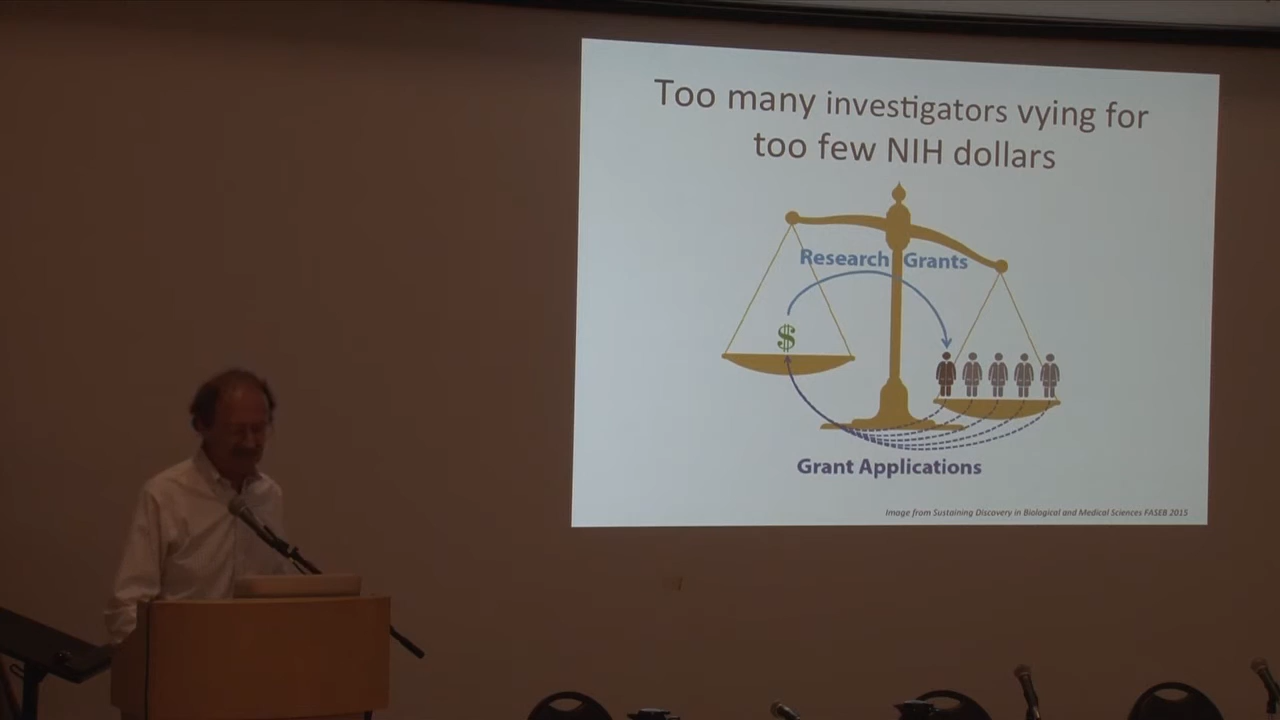 Too many investigators vying for
too few NIH dollars
Research Grants
$
Grant Applications
Image from Sustaining Discovery in Biological and Medical Sciences FASEB 2015